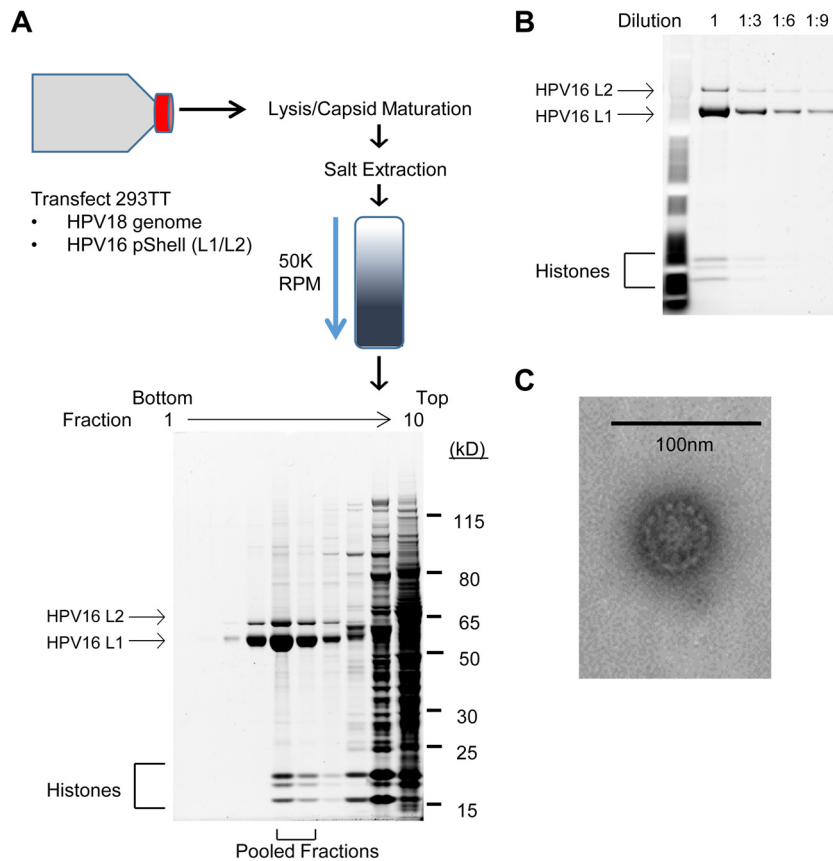 A
Lysis/Capsid Maturation
Salt Extraction
Transfect 293TT
• HPV18 genome
• HPV16 pShell (L1/L2)
50K
RPM
Bottom
Top
Fraction 1 10
(kD)
115
80
65
50
30
25
15
HPV16 L2
HPV16 L1
Histones
Pooled Fractions
B
Dilution 1 1:3 1:6 1:9
HPV16 L2
HPV16 L1
Histones
C
100nm